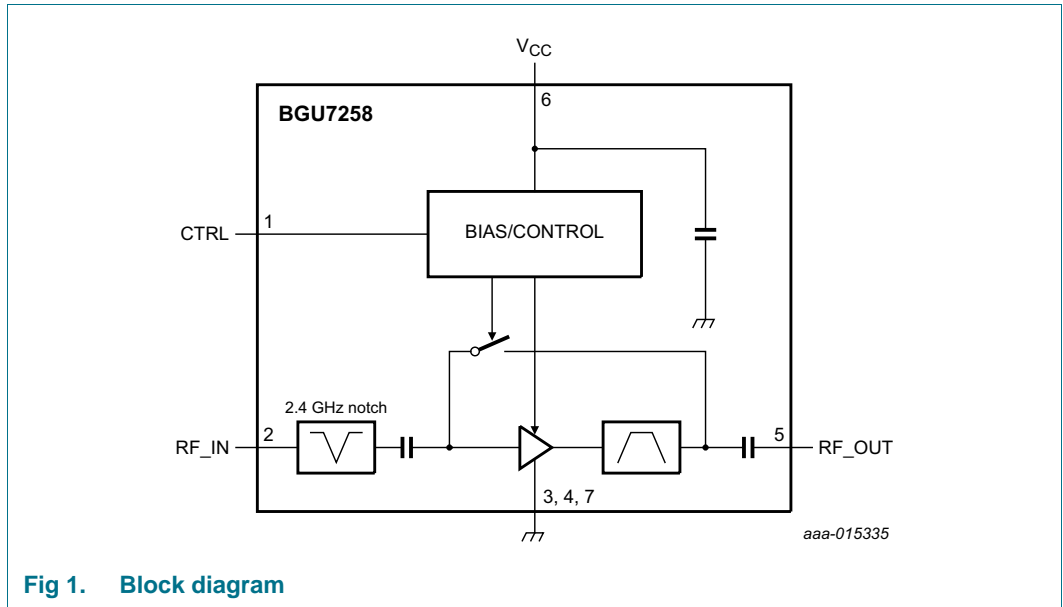 VCC
6
BGU7258
1
CTRL
BIAS/CONTROL
2.4 GHz notch
RF_IN
2
5
RF_OUT
3, 4, 7
aaa-015335
Fig 1. Block diagram